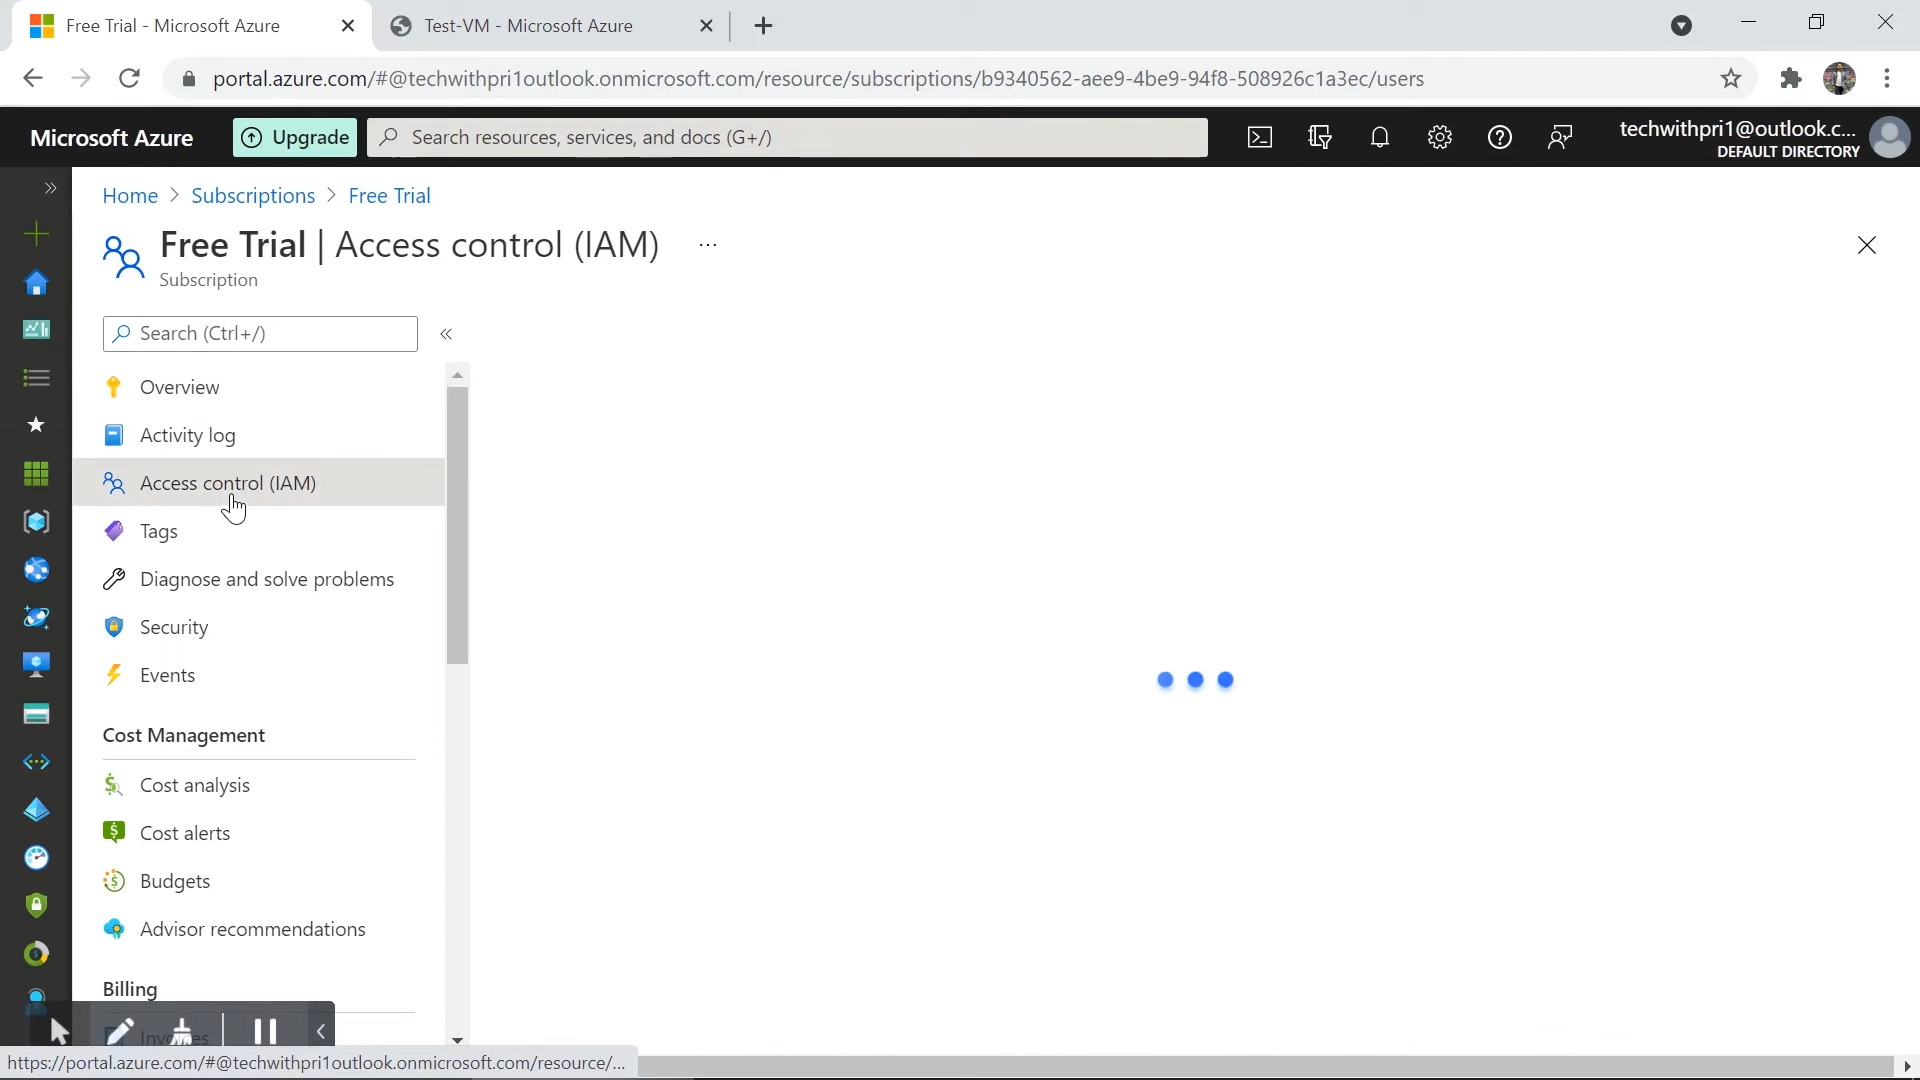 Free Trial - Microsoft Azure
Test-VM - Microsoft Azure
portal.azure.com/#@techwithpri1outlook.onmicrosoft.com/resource/subscriptions/b9340562-aee9-4be9-94f8-508926c1a3ec/users
Microsoft Azure
Upgrade
Search resources, services, and docs (G+/)
techwithpri1@outlook.c...
DEFAULT DIRECTORY
Home > Subscriptions > Free Trial
Free Trial | Access control (IAM) ...
Subscription
Search (Ctrl+/)
Overview
Activity log
Access control (IAM)
Tags
Diagnose and solve problems
Security
Events
Cost Management
Cost analysis
Cost alerts
Budgets
Advisor recommendations
Billing
Invoices
https://portal.azure.com/#@techwithpri1outlook.onmicrosoft.com/resource/...